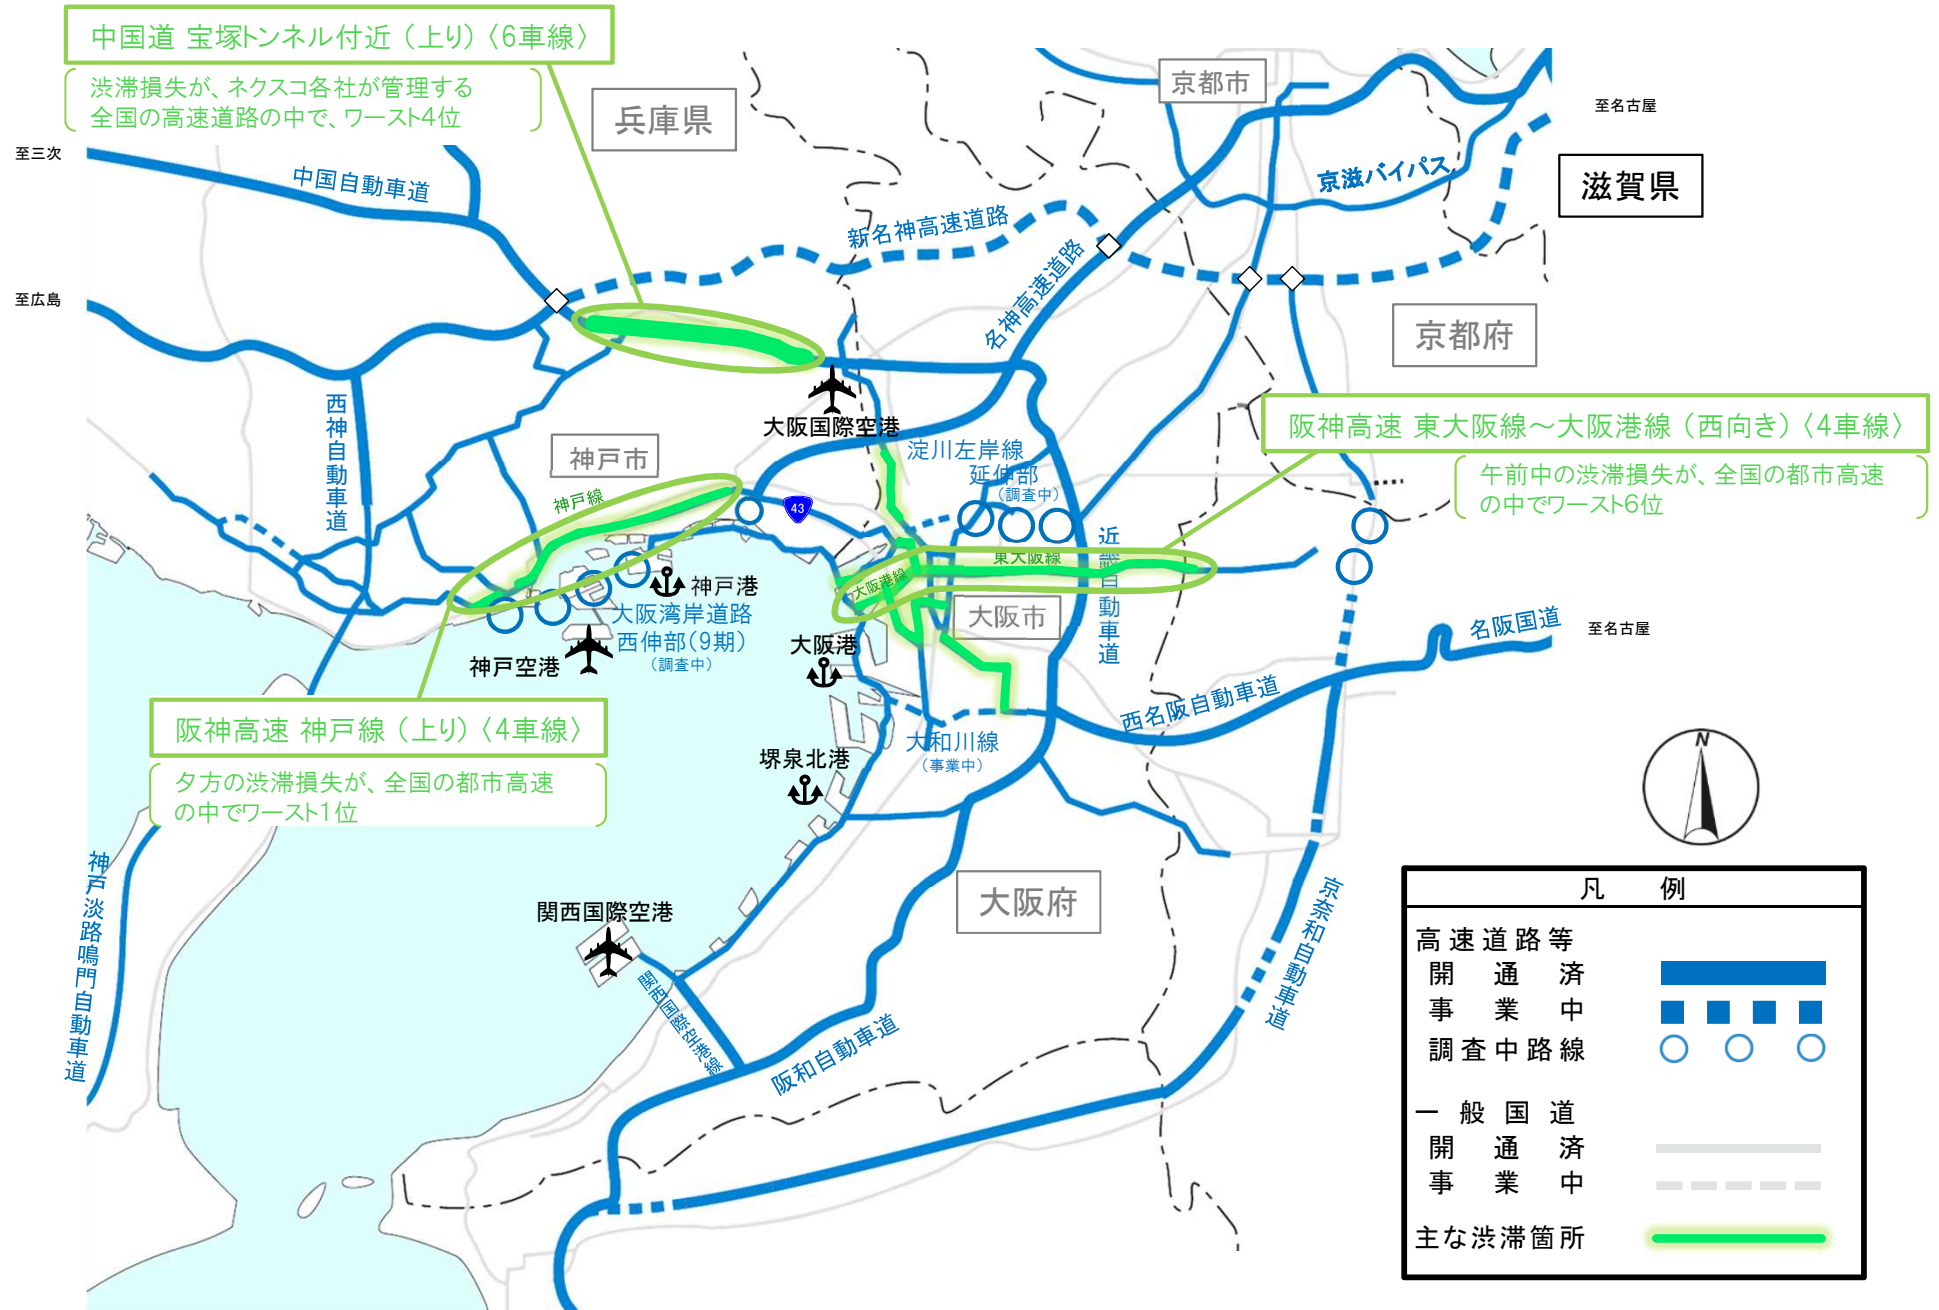 中国道 宝塚トンネル付近（上り）〈6車線〉
渋滞損失が、ネクスコ各社が管理する
全国の高速道路の中で、ワースト4位
兵庫県
京都市
至名古屋
至三次
中国自動車道
京滋バイパス
滋賀県
新名神高速道路
名神高速道路
至広島
京都府
西神自動車道
大阪国際空港
阪神高速 東大阪線～大阪港線（西向き）〈4車線〉
午前中の渋滞損失が、全国の都市高速
の中でワースト6位
神戸市
淀川左岸線
延伸部
（調査中）
神戸線
43
近畿自動車道
東大阪線
大阪港線
神戸港
大阪湾岸道路
西伸部(9期)
（調査中）
大阪市
神戸空港
大阪港
名阪国道
至名古屋
西名阪自動車道
阪神高速 神戸線（上り）〈4車線〉
夕方の渋滞損失が、全国の都市高速
の中でワースト1位
大和川線
（事業中）
堺泉北港
N
神戸淡路鳴門自動車道
大阪府
京奈和自動車道
関西国際空港
関西国際空港線
阪和自動車道
凡 例
高速道路等
開通済
事業中
調査中路線
一般国道
開通済
事業中
主な渋滞箇所